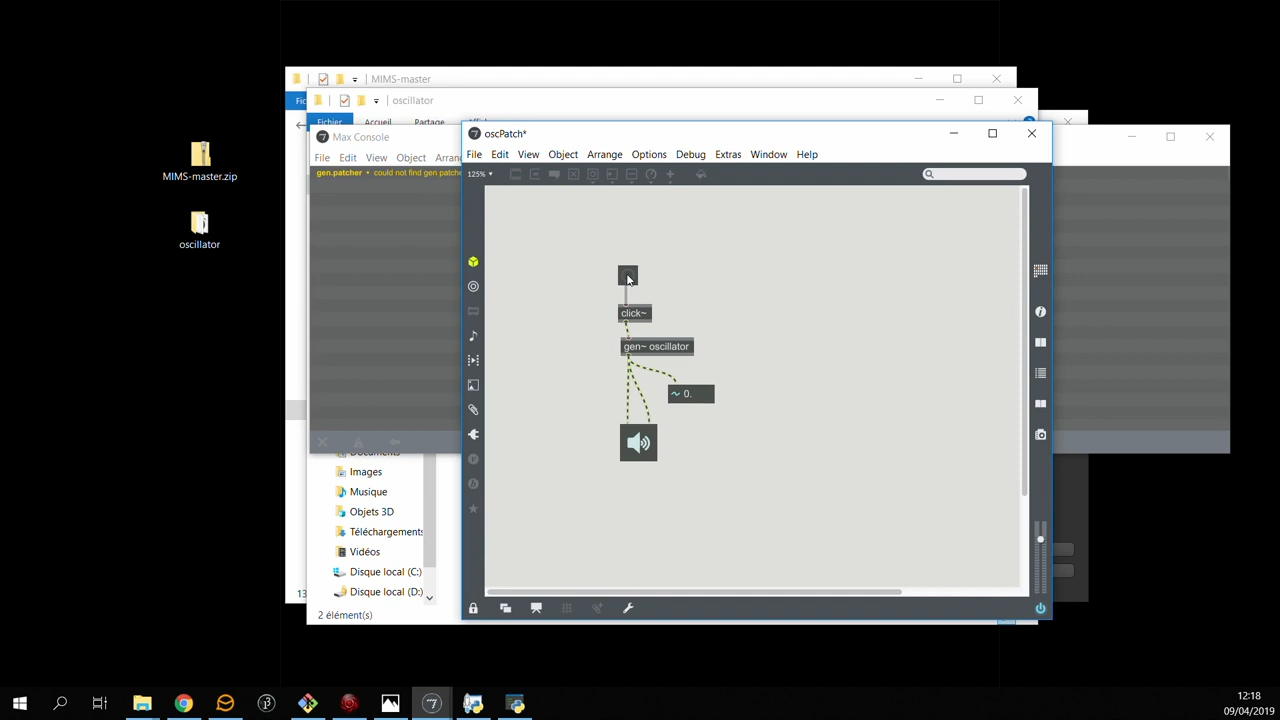 MIMS-master
oscillator
Fichier Accueil Partage
Max Console
oscPatch*
File Edit View Object
File Edit View Object Arrange Options Debug Extras Window Help
gen.patcher • could not find gen patche
125%
MIMS-master.zip
oscillator
click~
gen~ oscillator
~ 0.
Documents
Images
Musique
Objets 3D
Téléchargements
Vidéos
Disque local (C:)
Disque local (D:)
13
2 élément(s)
12:18
09/04/2019